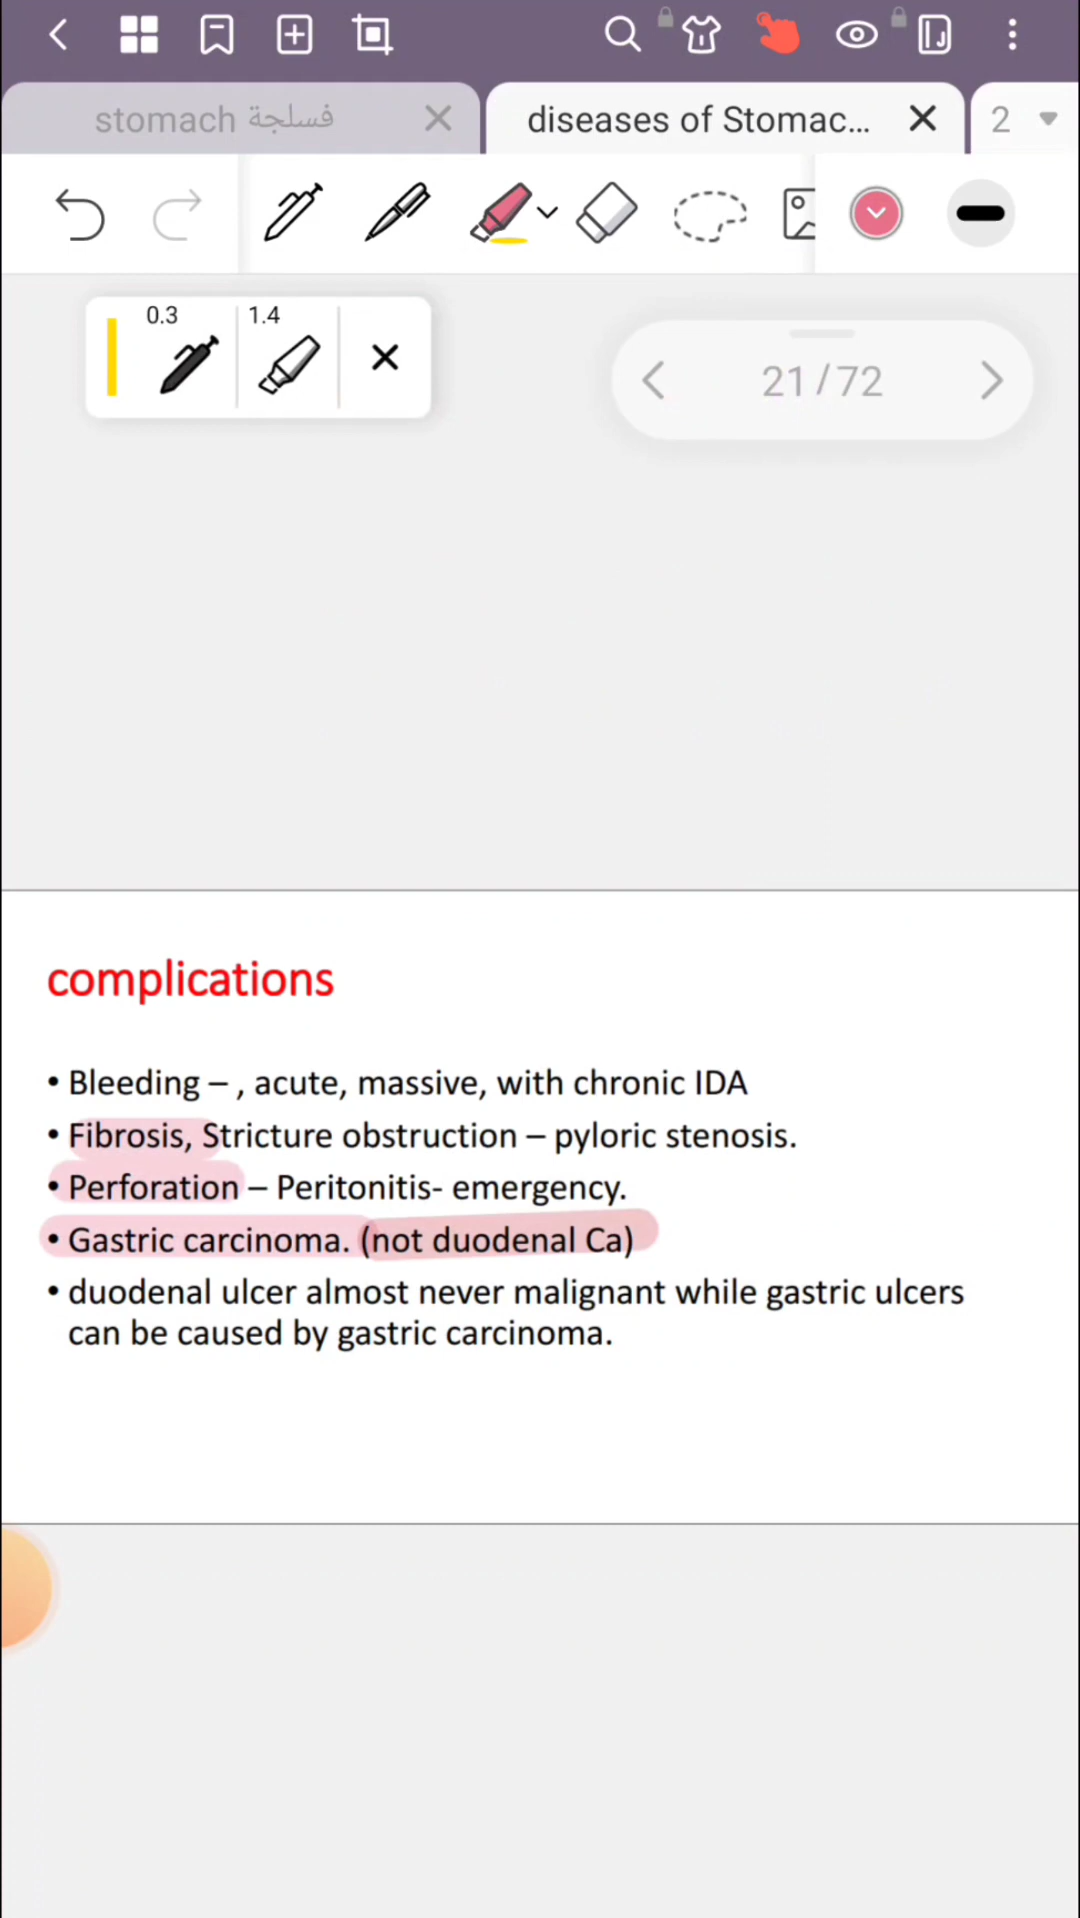 stomach فسلجة
diseases of Stomac...
2
0.3
1.4
21/72
complications
• Bleeding – , acute, massive, with chronic IDA
• Fibrosis, Stricture obstruction – pyloric stenosis.
• Perforation – Peritonitis- emergency.
• Gastric carcinoma. (not duodenal Ca)
• duodenal ulcer almost never malignant while gastric ulcers
can be caused by gastric carcinoma.